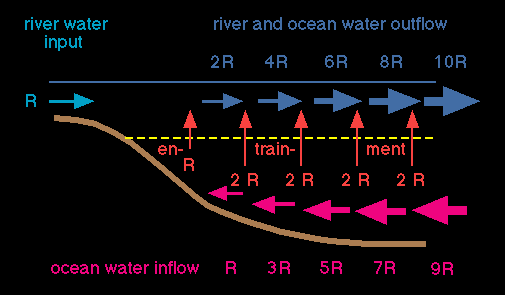 river water
input
river and ocean water outflow
2R 4R 6R 8R 10R
R
en- train- ment
R
2 R 2 R 2 R 2 R
ocean water inflow R 3R 5R 7R 9R